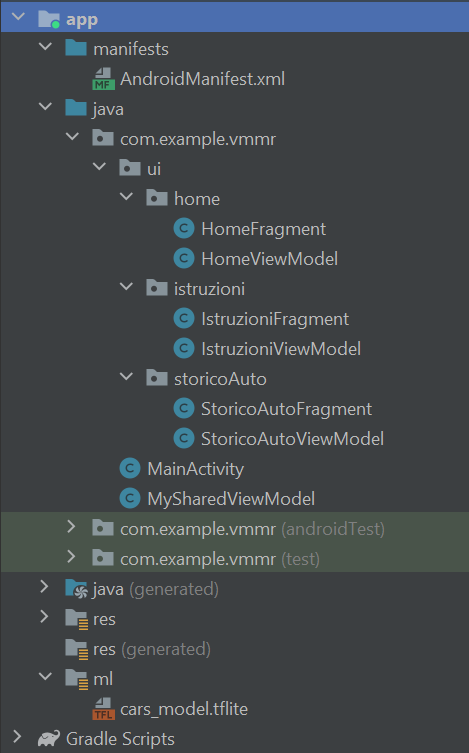 app
manifests
MF AndroidManifest.xml
java
com.example.vmmr
ui
home
C HomeFragment
C HomeViewModel
istruzioni
C IstruzioniFragment
C IstruzioniViewModel
storicoAuto
C StoricoAutoFragment
C StoricoAutoViewModel
C MainActivity
C MySharedViewModel
com.example.vmmr (androidTest)
com.example.vmmr (test)
java (generated)
res
res (generated)
ml
TFL cars_model.tflite
Gradle Scripts